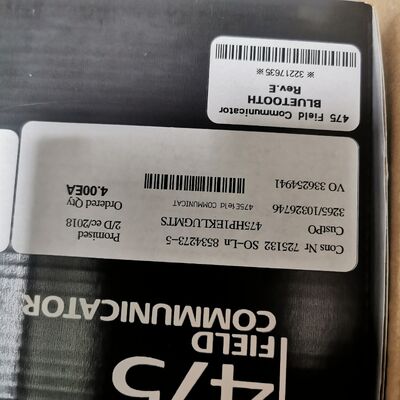 475
FIELD
COMMUNICATOR
Cons Nr 725132 SO-Ln 8534273-5
Promised
2/D ec/2018
CustPO
475HP1EKLUGMTS
3265/10326746
475Field COMMUNICAT
Ordered Qty
4.00EA
VO 336254941
475 Field Communicator
BLUETOOTH
Rev.E
※ 32217635 ※